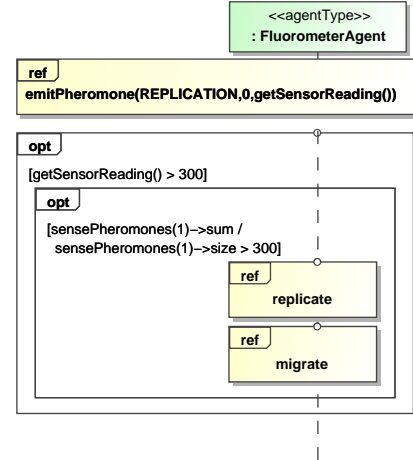 <<agentType>>
: FluorometerAgent
ref
emitPheromone(REPLICATION,0,getSensorReading())
opt
[getSensorReading() > 300]
opt
[sensePheromones(1)->sum /
sensePheromones(1)->size > 300]
ref
replicate
ref
migrate